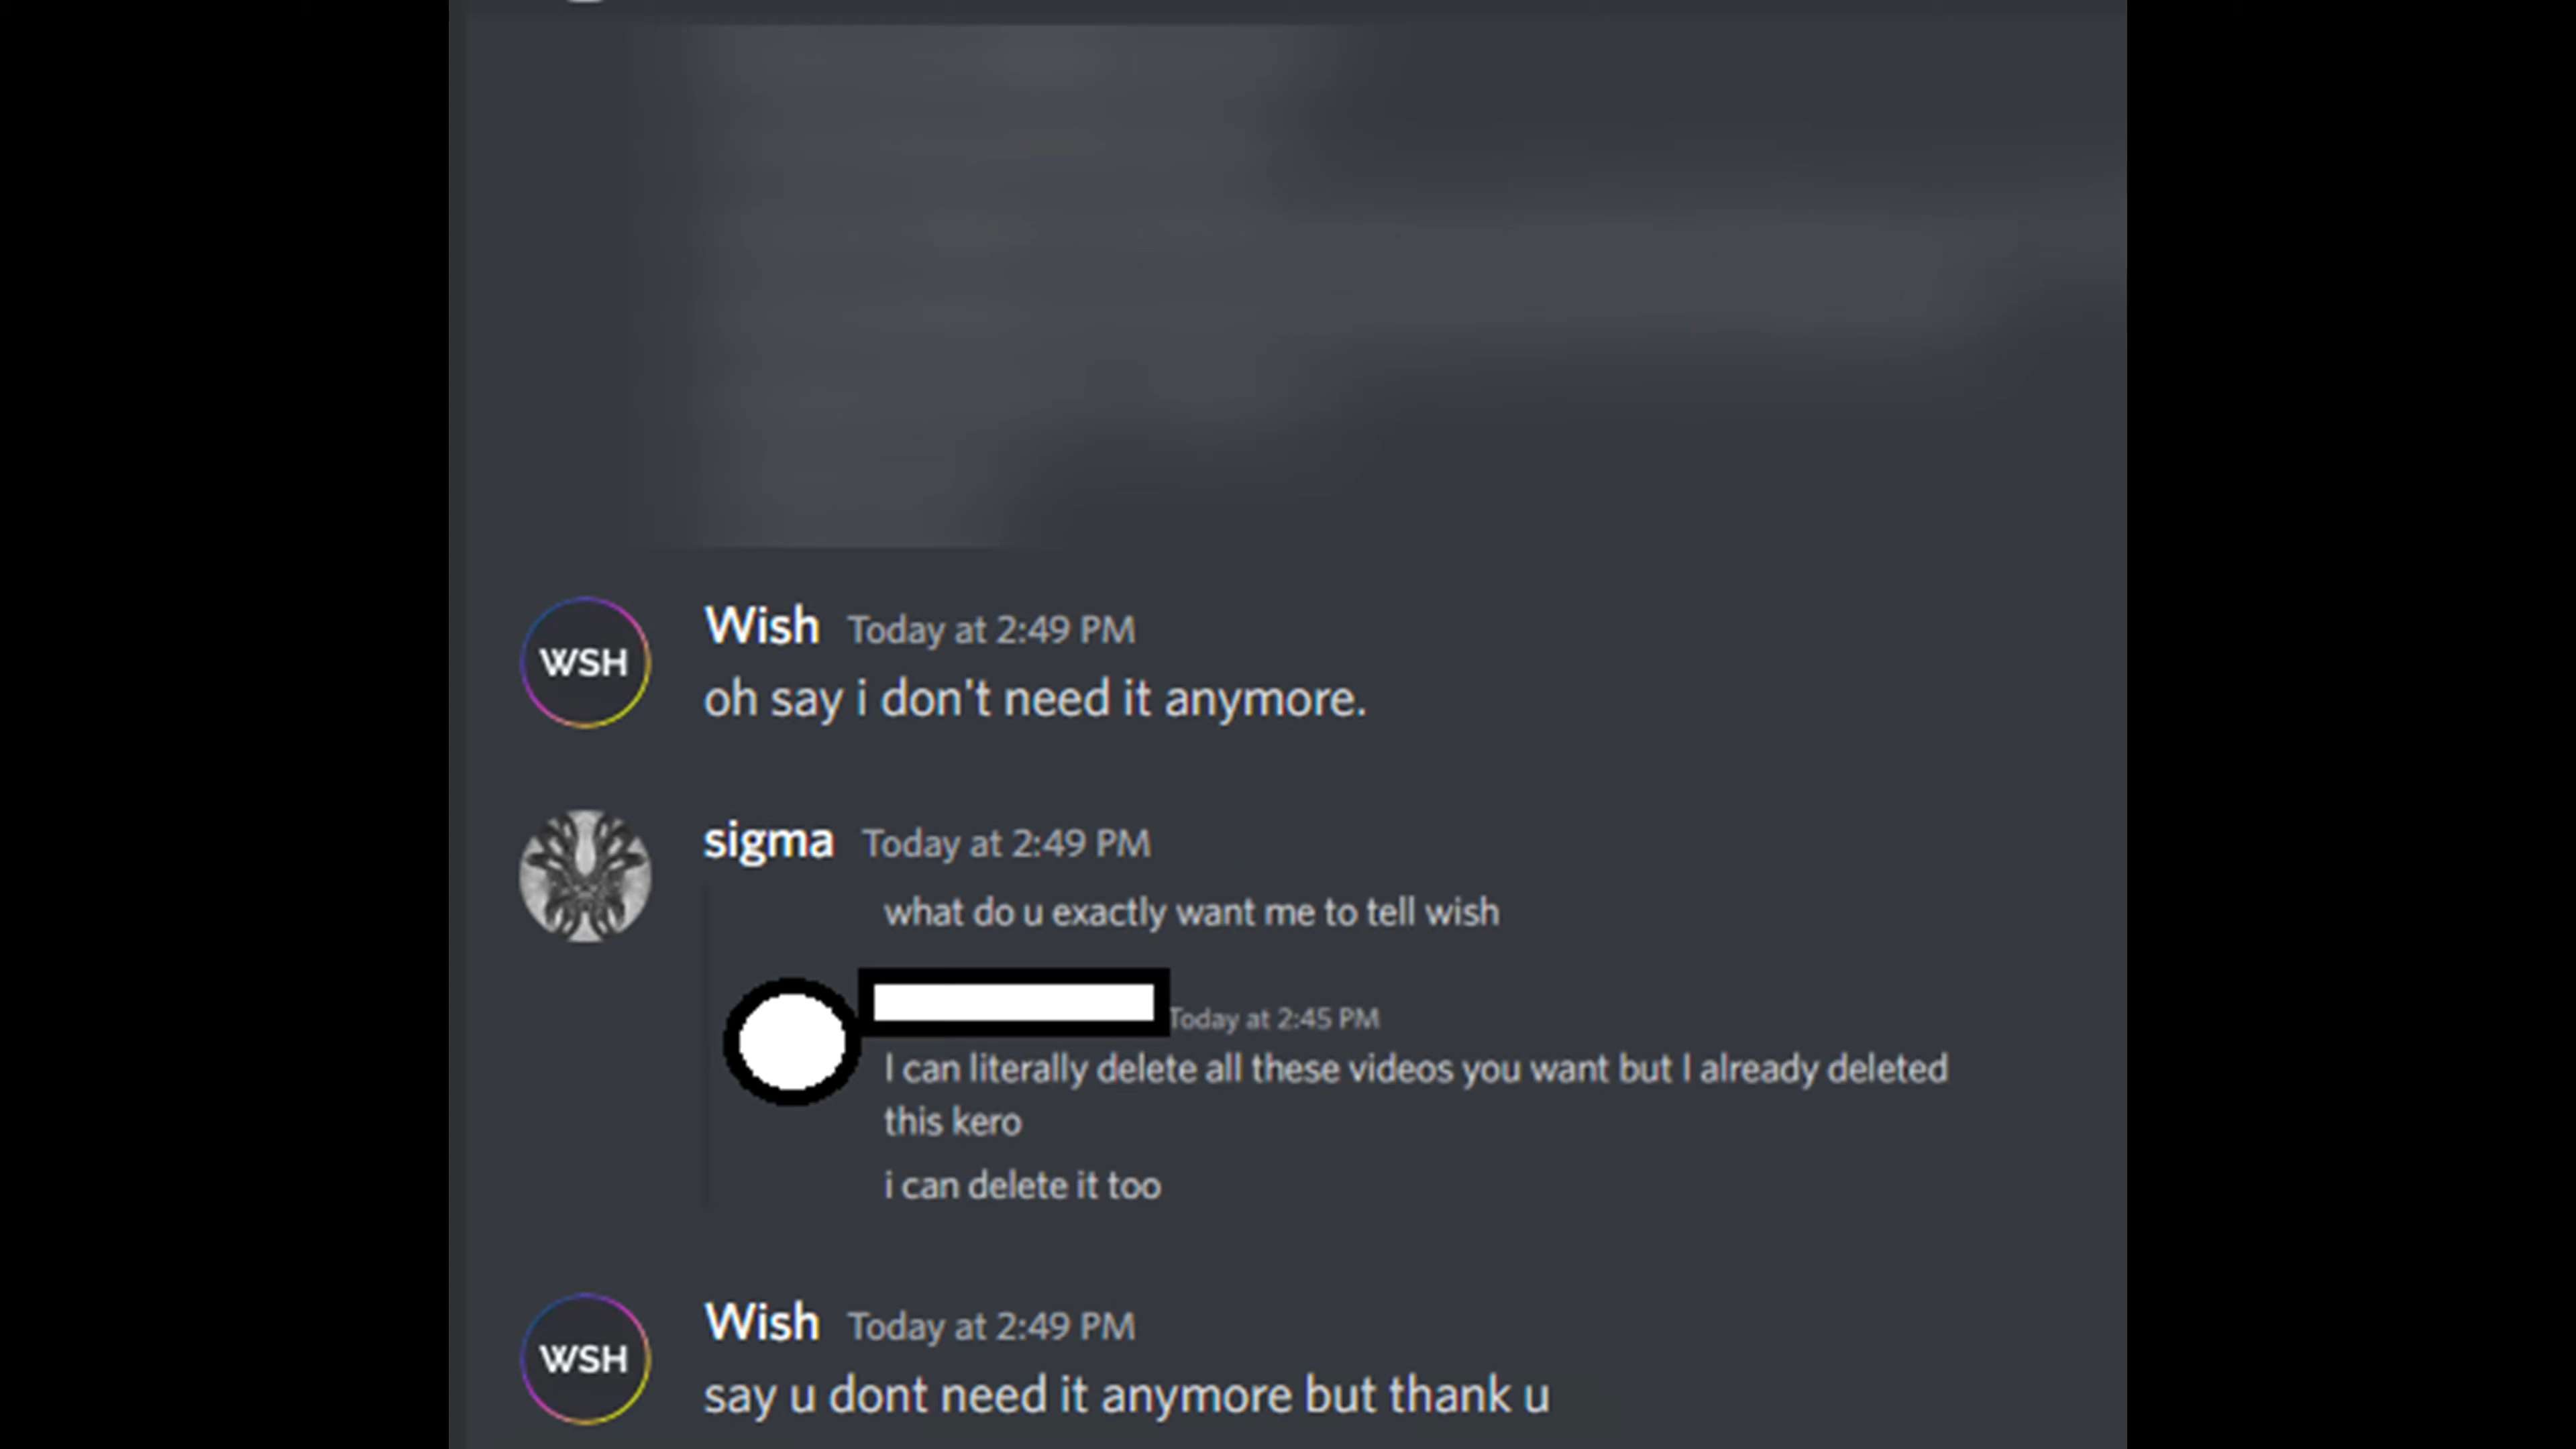 Wish Today at 2:49 PM
WSH
oh say i don't need it anymore.
sigma Today at 2:49 PM
what do u exactly want me to tell wish
Today at 2:45 PM
I can literally delete all these videos you want but I already deleted
this kero
i can delete it too
Wish Today at 2:49 PM
WSH
say u dont need it anymore but thank u